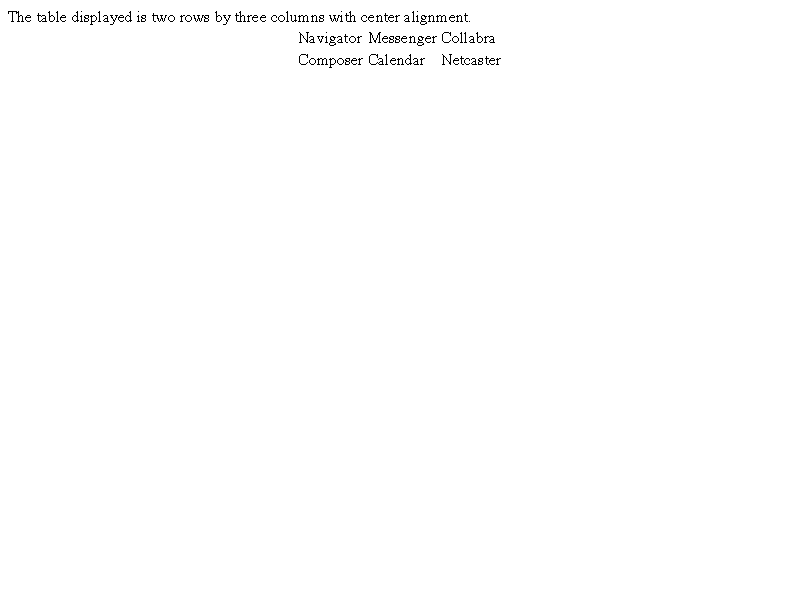 The table displayed is two rows by three columns with center alignment.
Navigator Messenger Collabra
Composer Calendar Netcaster